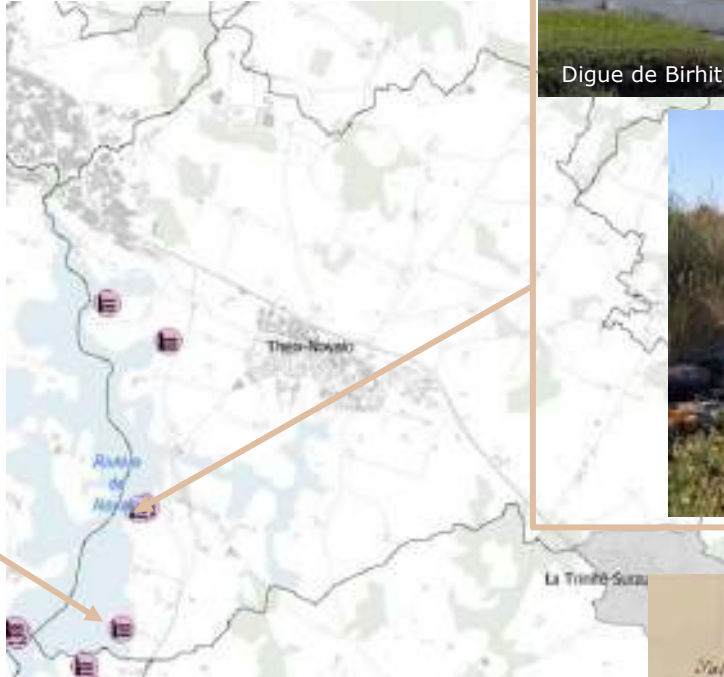 Digue de Birhit
Theix-Noyalo
Rivière
de
Noyalo
La Trinité-Surzur